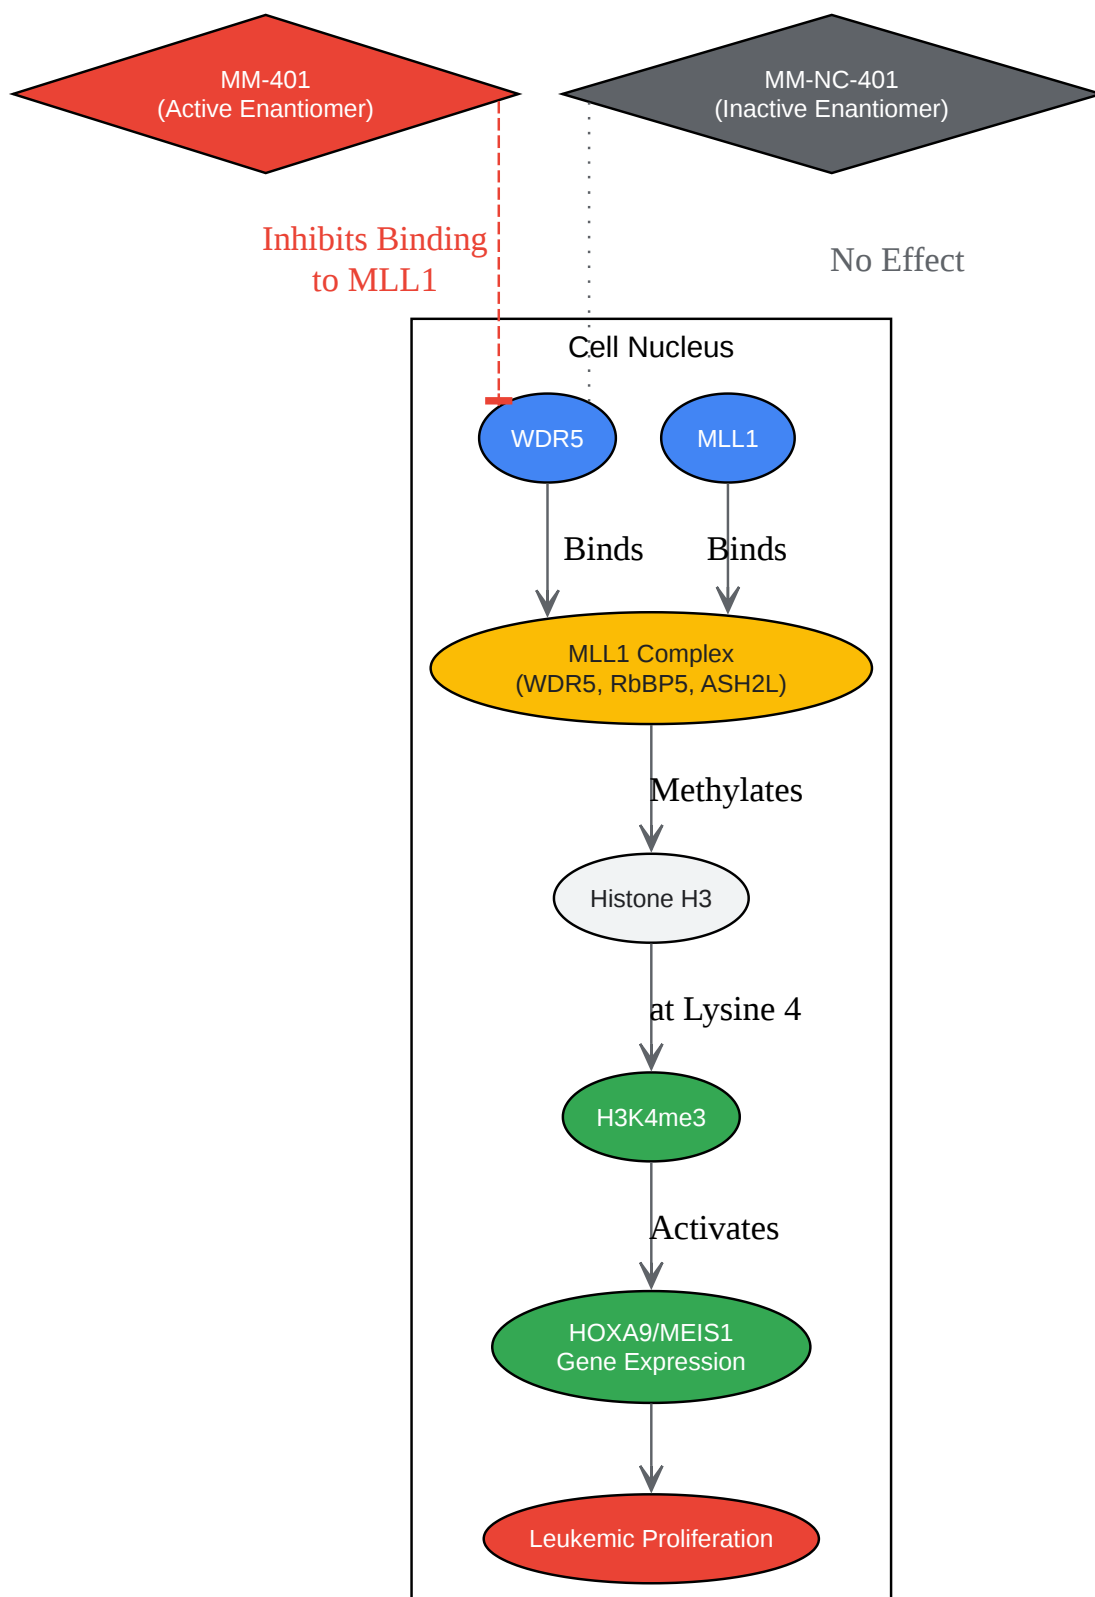 MM-401
(Active Enantiomer)
MM-NC-401
(Inactive Enantiomer)
Inhibits Binding
to MLL1
No Effect
Cell Nucleus
WDR5
MLL1
Binds
Binds
MLL1 Complex
(WDR5, RbBP5, ASH2L)
Methylates
Histone H3
at Lysine 4
H3K4me3
Activates
HOXA9/MEIS1
Gene Expression
Leukemic Proliferation